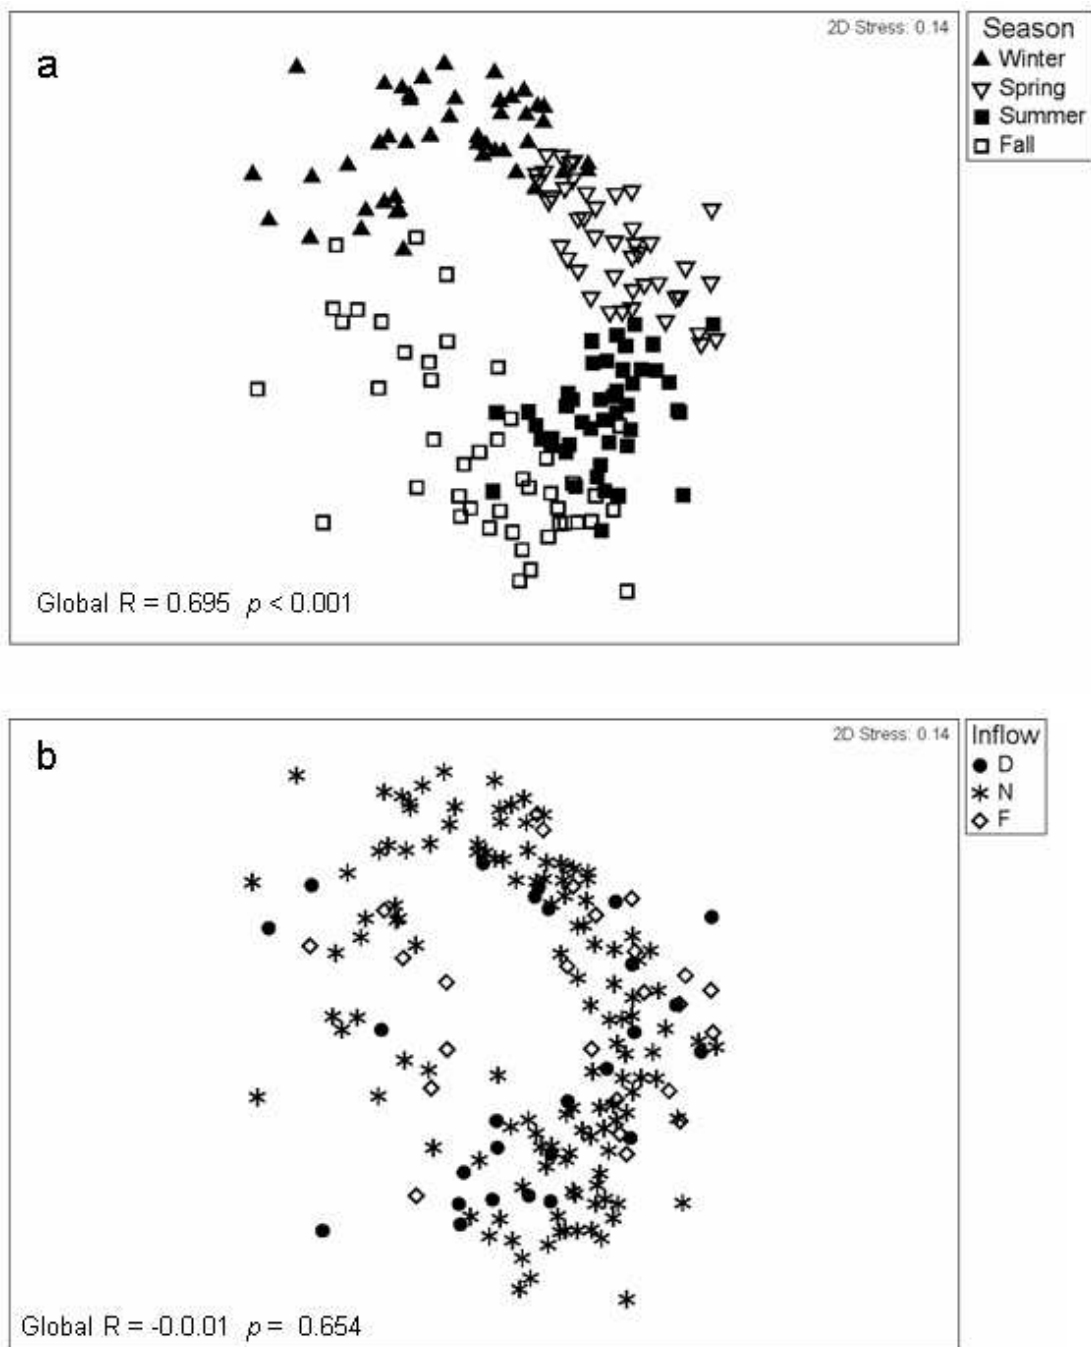 2D Stress: 0.14
a
Season
Winter
Spring
Summer
Fall
Global R = 0.695 p < 0.001
2D Stress: 0.14
b
Inflow
D
N
F
Global R = -0.0.01 p = 0.654